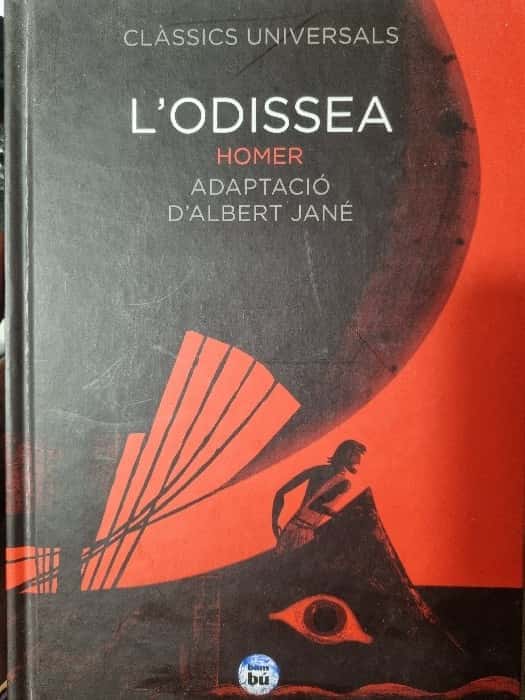 CLÀSSICS UNIVERSALS
L'ODISSEA
HOMER
ADAPTACIÓ
D'ALBERT JANÉ
bam
bú